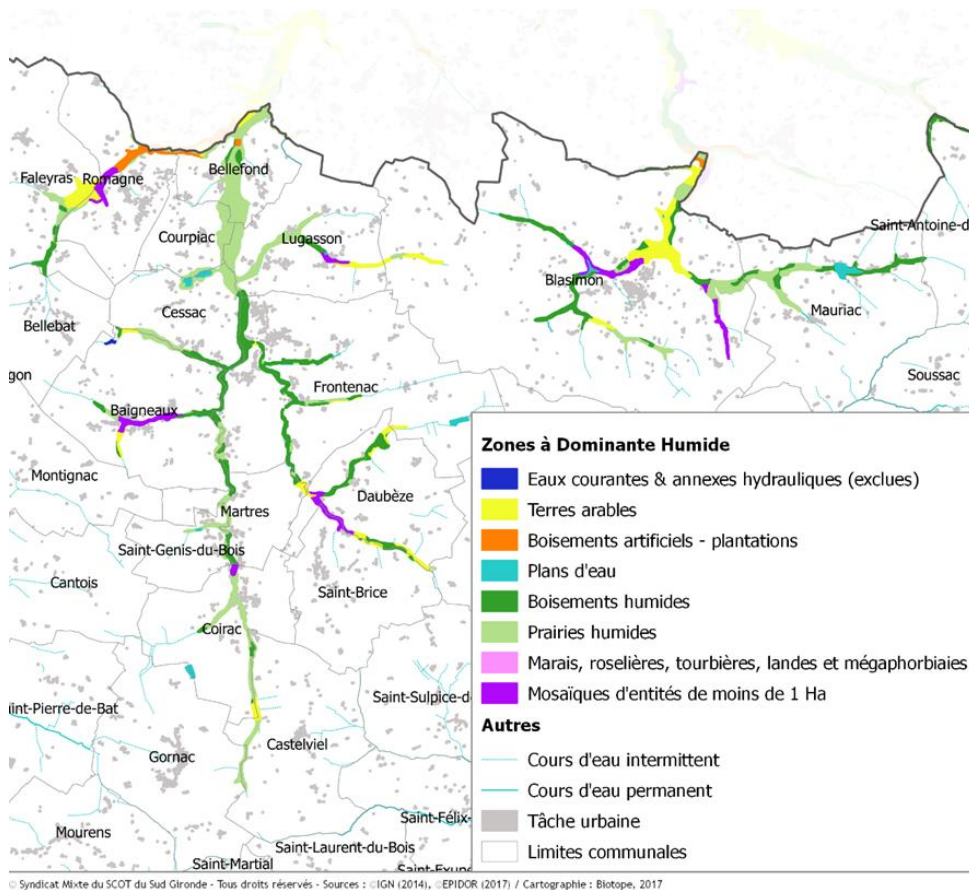 Faleyras
Romagne
Bellefond
Courpiac
Lugasson
Saint-Antoine-d
Blasimon
Bellebat
Cessac
Mauriac
gon
Frontenac
Soussac
Baigneaux
Montignac
Daubèze
Martres
Saint-Genis-du-Bois
Cantois
Saint-Brice
Coirac
Saint-Sulpice-d
int-Pierre-de-Bat
Gornac
Castelviel
Mourens
Saint-Félix-
Saint-Laurent-du-Bois
Saint-Martial
Saint-Exupe
Zones à Dominante Humide
Eaux courantes & annexes hydrauliques (exclues)
Terres arables
Boisements artificiels - plantations
Plans d'eau
Boisements humides
Prairies humides
Marais, roselières, tourbières, landes et mégaphorbiaies
Mosaïques d'entités de moins de 1 Ha
Autres
Cours d'eau intermittent
Cours d'eau permanent
Tâche urbaine
Limites communales
© Syndicat Mixte du SCOT du Sud Gironde - Tous droits réservés - Sources : ©IGN (2014), ©EPIDOR (2017) / Cartographie : Biotope, 2017